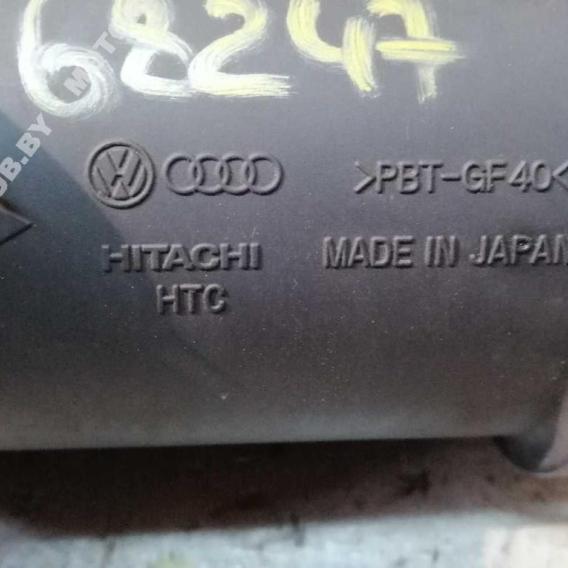 68247
>PBT-GF40<
HITACHI
MADE IN JAPAN
HTC